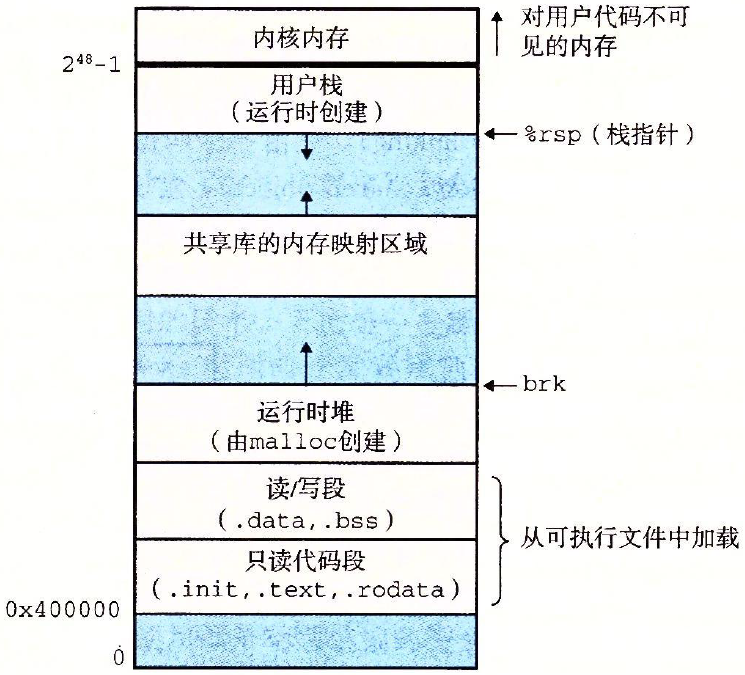 内核内存
对用户代码不可
见的内存
2⁴⁸-1
用户栈
(运行时创建)
%rsp(栈指针)
共享库的内存映射区域
brk
运行时堆
(由malloc创建)
读/写段
(.data,.bss)
从可执行文件中加载
只读代码段
(.init,.text,.rodata)
0x400000
0